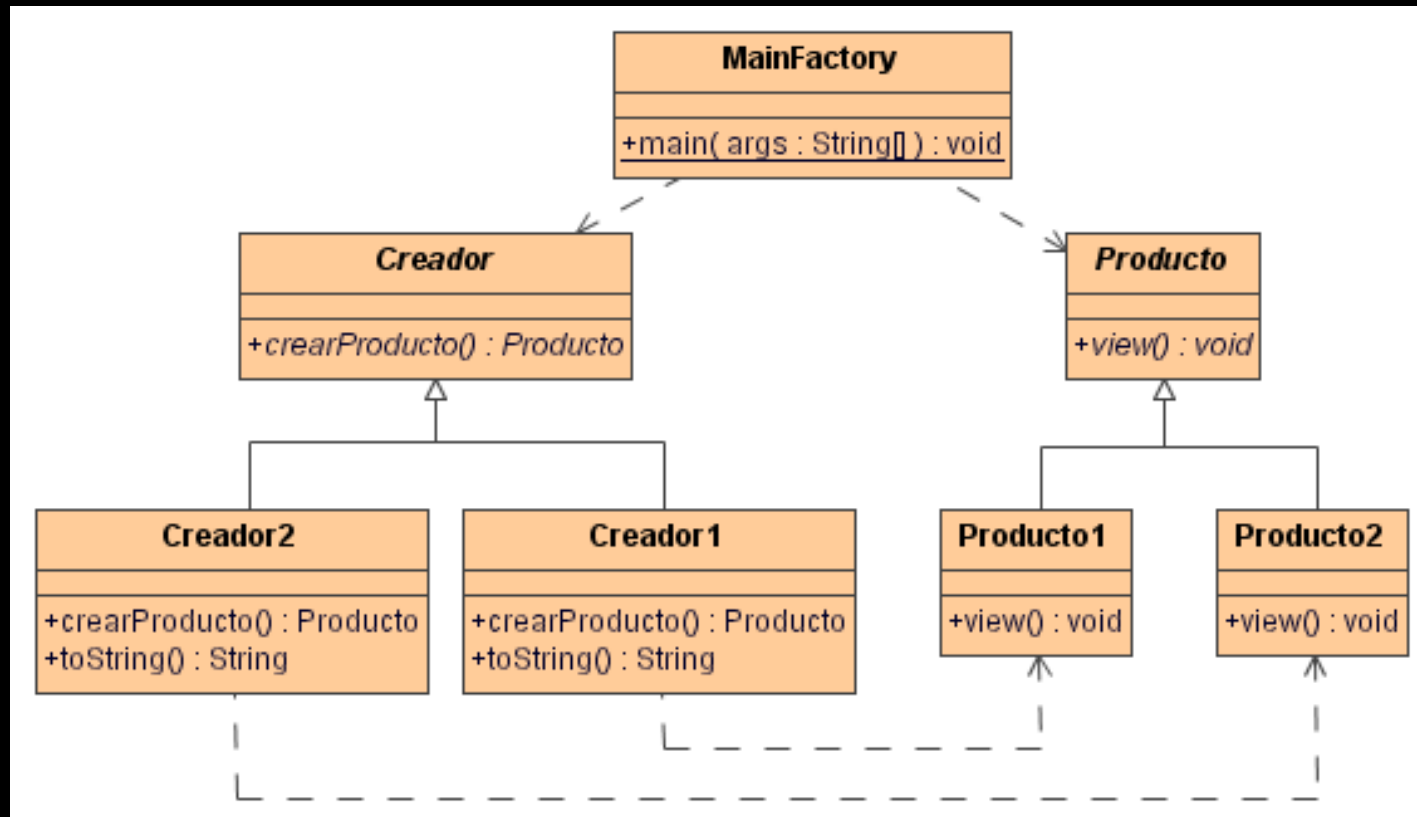 MainFactory
+main( args : String[] ) : void
Creador
+crearProducto() : Producto
Producto
+view() : void
Creador2
+crearProducto() : Producto
+toString() : String
Creador1
+crearProducto() : Producto
+toString() : String
Producto1
+view() : void
Producto2
+view() : void